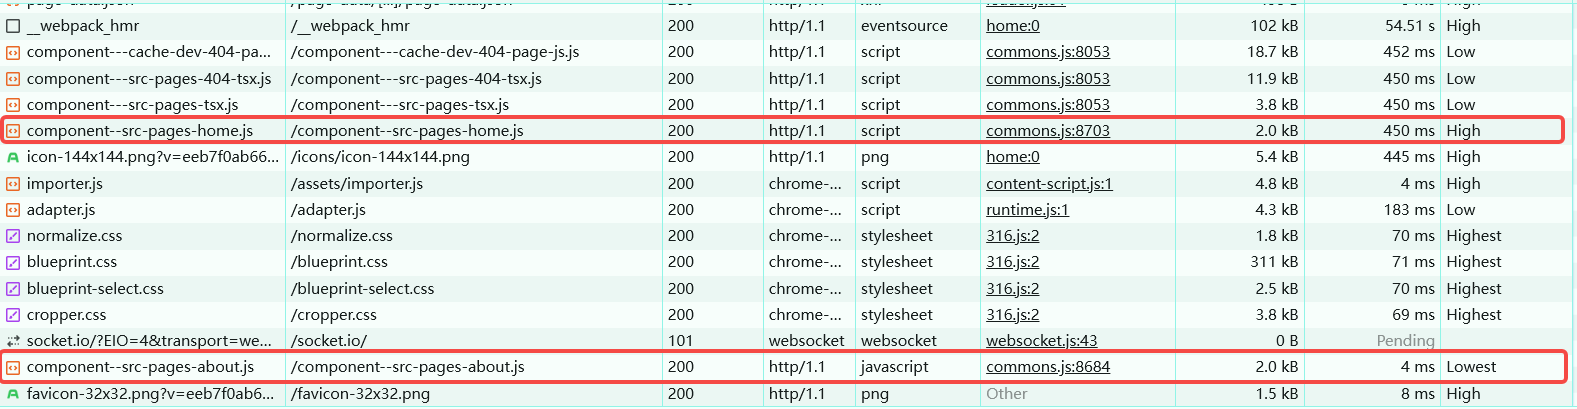 __webpack_hmr /__webpack_hmr 200 http/1.1 eventsource home:0 102 kB 54.51 s High
component---cache-dev-404-pa... /component---cache-dev-404-page-js.js 200 http/1.1 script commons.js:8053 18.7 kB 452 ms Low
component---src-pages-404-tsx.js /component---src-pages-404-tsx.js 200 http/1.1 script commons.js:8053 11.9 kB 450 ms Low
component---src-pages-tsx.js /component---src-pages-tsx.js 200 http/1.1 script commons.js:8053 3.8 kB 450 ms Low
component--src-pages-home.js /component--src-pages-home.js 200 http/1.1 script commons.js:8703 2.0 kB 450 ms High
icon-144x144.png?v=eeb7f0ab66... /icons/icon-144x144.png 200 http/1.1 png home:0 5.4 kB 445 ms High
importer.js /assets/importer.js 200 chrome-... script content-script.js:1 4.8 kB 4 ms High
adapter.js /adapter.js 200 chrome-... script runtime.js:1 4.3 kB 183 ms Low
normalize.css /normalize.css 200 chrome-... stylesheet 316.js:2 1.8 kB 70 ms Highest
blueprint.css /blueprint.css 200 chrome-... stylesheet 316.js:2 311 kB 71 ms Highest
blueprint-select.css /blueprint-select.css 200 chrome-... stylesheet 316.js:2 2.5 kB 70 ms Highest
cropper.css /cropper.css 200 chrome-... stylesheet 316.js:2 3.8 kB 69 ms Highest
socket.io/?EIO=4&transport=we... /socket.io/ 101 websocket websocket websocket.js:43 0 B Pending
component--src-pages-about.js /component--src-pages-about.js 200 http/1.1 javascript commons.js:8684 2.0 kB 4 ms Lowest
favicon-32x32.png?v=eeb7f0ab6... /favicon-32x32.png 200 http/1.1 png Other 1.5 kB 8 ms High